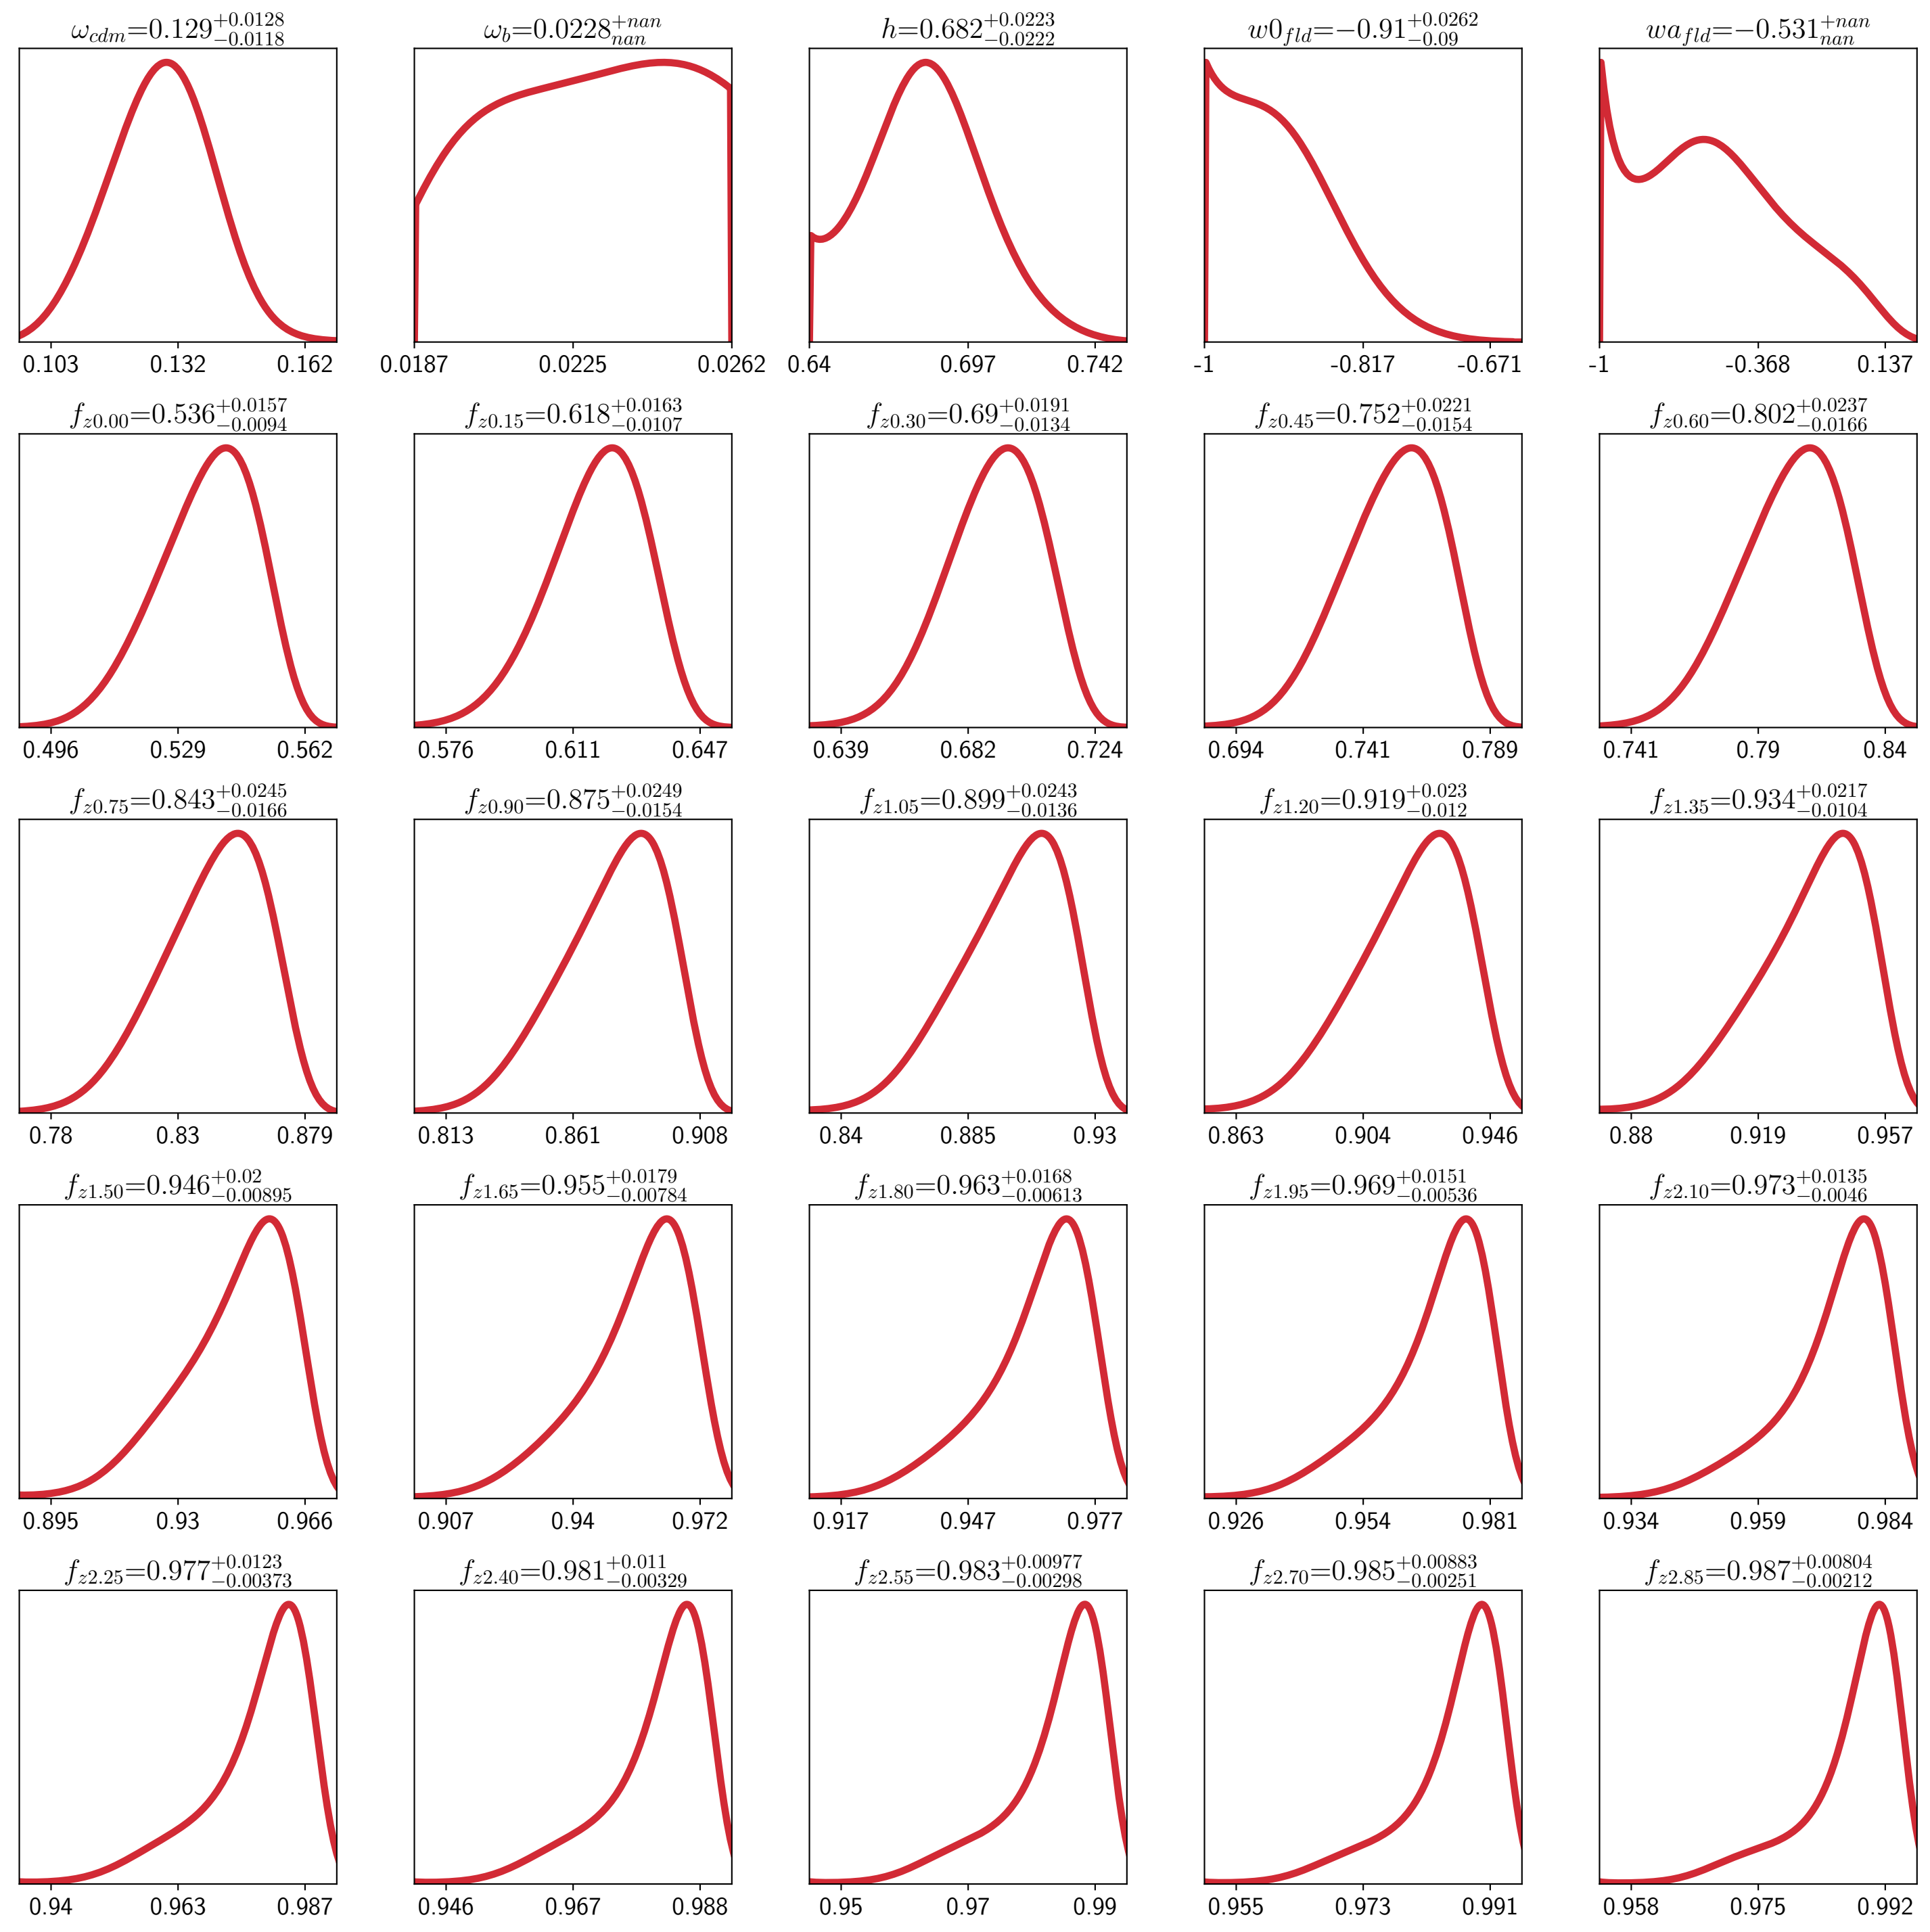 ω_cdm=0.129^{+0.0128}_{−0.0118} ω_b=0.0228^{+nan}_{nan} h=0.682^{+0.0223}_{−0.0222} w0_fld=−0.91^{+0.0262}_{−0.09} wa_fld=−0.531^{+nan}_{nan}
0.103 0.132 0.162 0.0187 0.0225 0.0262 0.64 0.697 0.742 -1 -0.817 -0.671 -1 -0.368 0.137
f_z0.00=0.536^{+0.0157}_{−0.0094} f_z0.15=0.618^{+0.0163}_{−0.0107} f_z0.30=0.69^{+0.0191}_{−0.0134} f_z0.45=0.752^{+0.0221}_{−0.0154} f_z0.60=0.802^{+0.0237}_{−0.0166}
0.496 0.529 0.562 0.576 0.611 0.647 0.639 0.682 0.724 0.694 0.741 0.789 0.741 0.79 0.84
f_z0.75=0.843^{+0.0245}_{−0.0166} f_z0.90=0.875^{+0.0249}_{−0.0154} f_z1.05=0.899^{+0.0243}_{−0.0136} f_z1.20=0.919^{+0.023}_{−0.012} f_z1.35=0.934^{+0.0217}_{−0.0104}
0.78 0.83 0.879 0.813 0.861 0.908 0.84 0.885 0.93 0.863 0.904 0.946 0.88 0.919 0.957
f_z1.50=0.946^{+0.02}_{−0.00895} f_z1.65=0.955^{+0.0179}_{−0.00784} f_z1.80=0.963^{+0.0168}_{−0.00613} f_z1.95=0.969^{+0.0151}_{−0.00536} f_z2.10=0.973^{+0.0135}_{−0.0046}
0.895 0.93 0.966 0.907 0.94 0.972 0.917 0.947 0.977 0.926 0.954 0.981 0.934 0.959 0.984
f_z2.25=0.977^{+0.0123}_{−0.00373} f_z2.40=0.981^{+0.011}_{−0.00329} f_z2.55=0.983^{+0.00977}_{−0.00298} f_z2.70=0.985^{+0.00883}_{−0.00251} f_z2.85=0.987^{+0.00804}_{−0.00212}
0.94 0.963 0.987 0.946 0.967 0.988 0.95 0.97 0.99 0.955 0.973 0.991 0.958 0.975 0.992